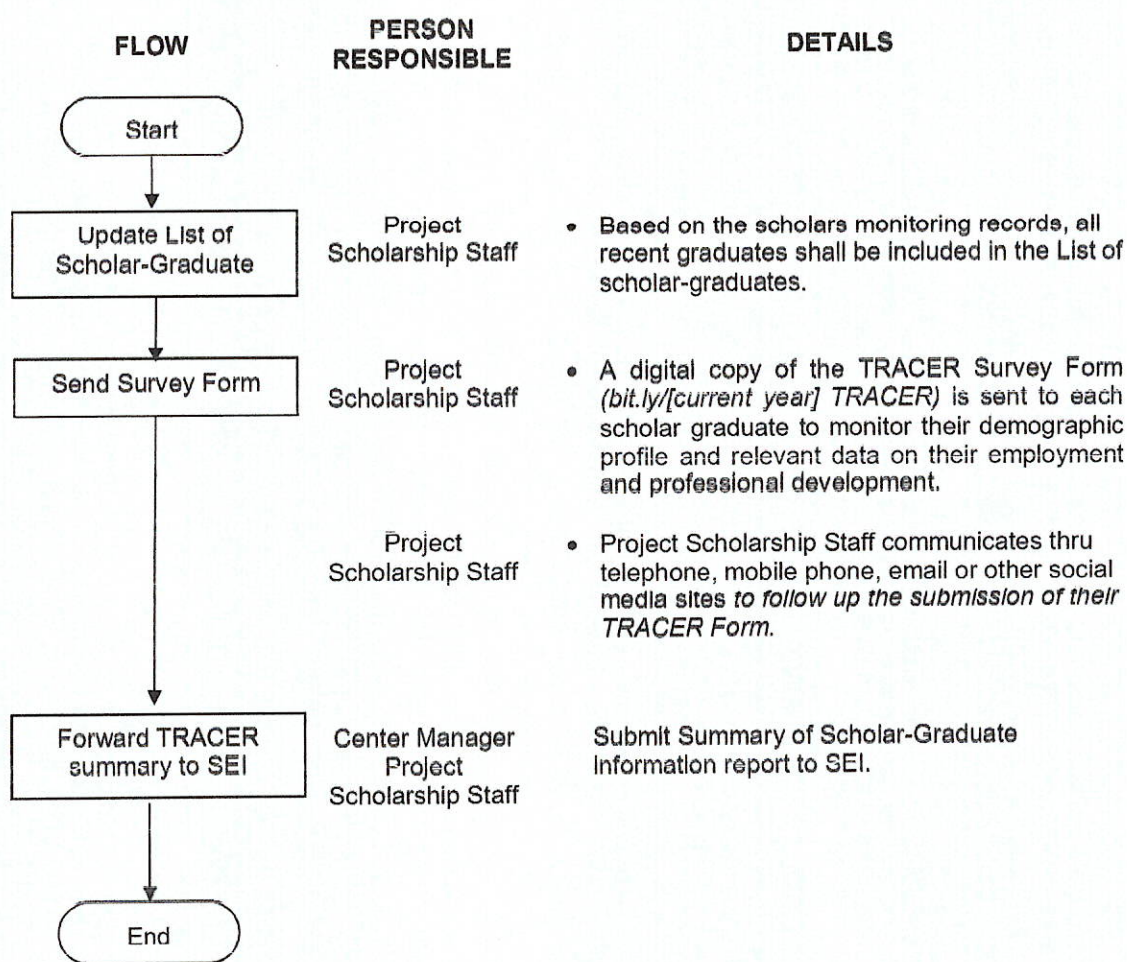 FLOW
PERSON
RESPONSIBLE
DETAILS
Start
Update List of
Scholar-Graduate
Project
Scholarship Staff
• Based on the scholars monitoring records, all
recent graduates shall be included in the List of
scholar-graduates.
Send Survey Form
Project
Scholarship Staff
• A digital copy of the TRACER Survey Form
(bit.ly/[current year] TRACER) is sent to each
scholar graduate to monitor their demographic
profile and relevant data on their employment
and professional development.
Project
Scholarship Staff
• Project Scholarship Staff communicates thru
telephone, mobile phone, email or other social
media sites to follow up the submission of their
TRACER Form.
Forward TRACER
summary to SEI
Center Manager
Project
Scholarship Staff
Submit Summary of Scholar-Graduate
Information report to SEI.
End